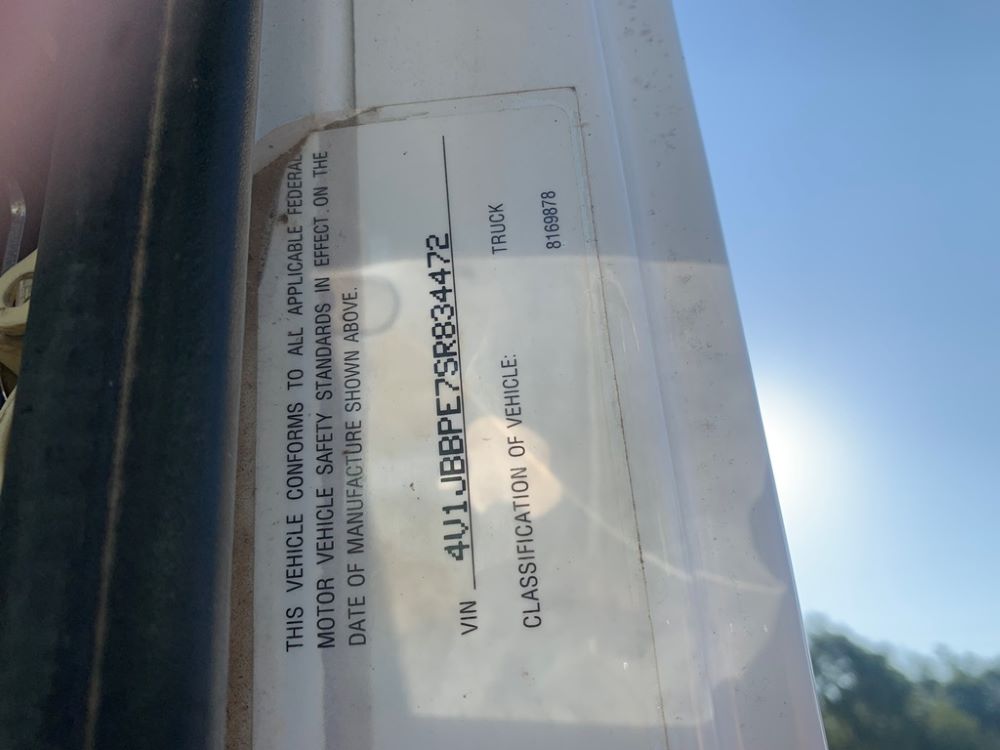 THIS VEHICLE CONFORMS TO ALL APPLICABLE FEDERAL
MOTOR VEHICLE SAFETY STANDARDS IN EFFECT ON THE
DATE OF MANUFACTURE SHOWN ABOVE.
VIN 4V1JBBPE7SR834472
CLASSIFICATION OF VEHICLE: TRUCK
8169878